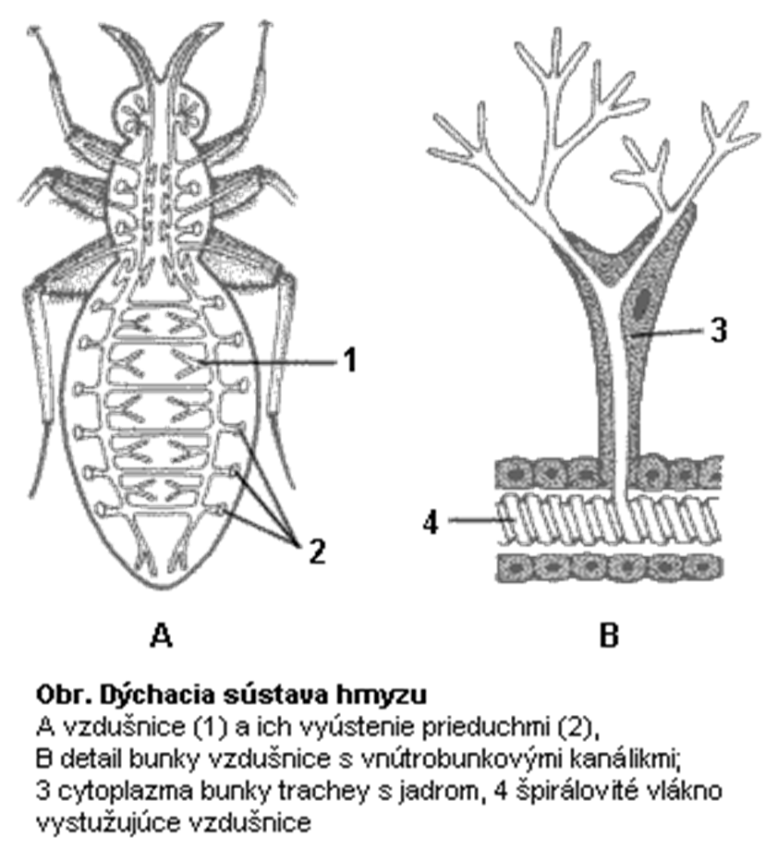 1
2
3
4
A
B
Obr. Dýchacia sústava hmyzu
A vzdušnice (1) a ich vyústenie prieduchmi (2),
B detail bunky vzdušnice s vnútrobunkovými kanálikmi;
3 cytoplazma bunky trachey s jadrom, 4 špirálovité vlákno
vystužujúce vzdušnice